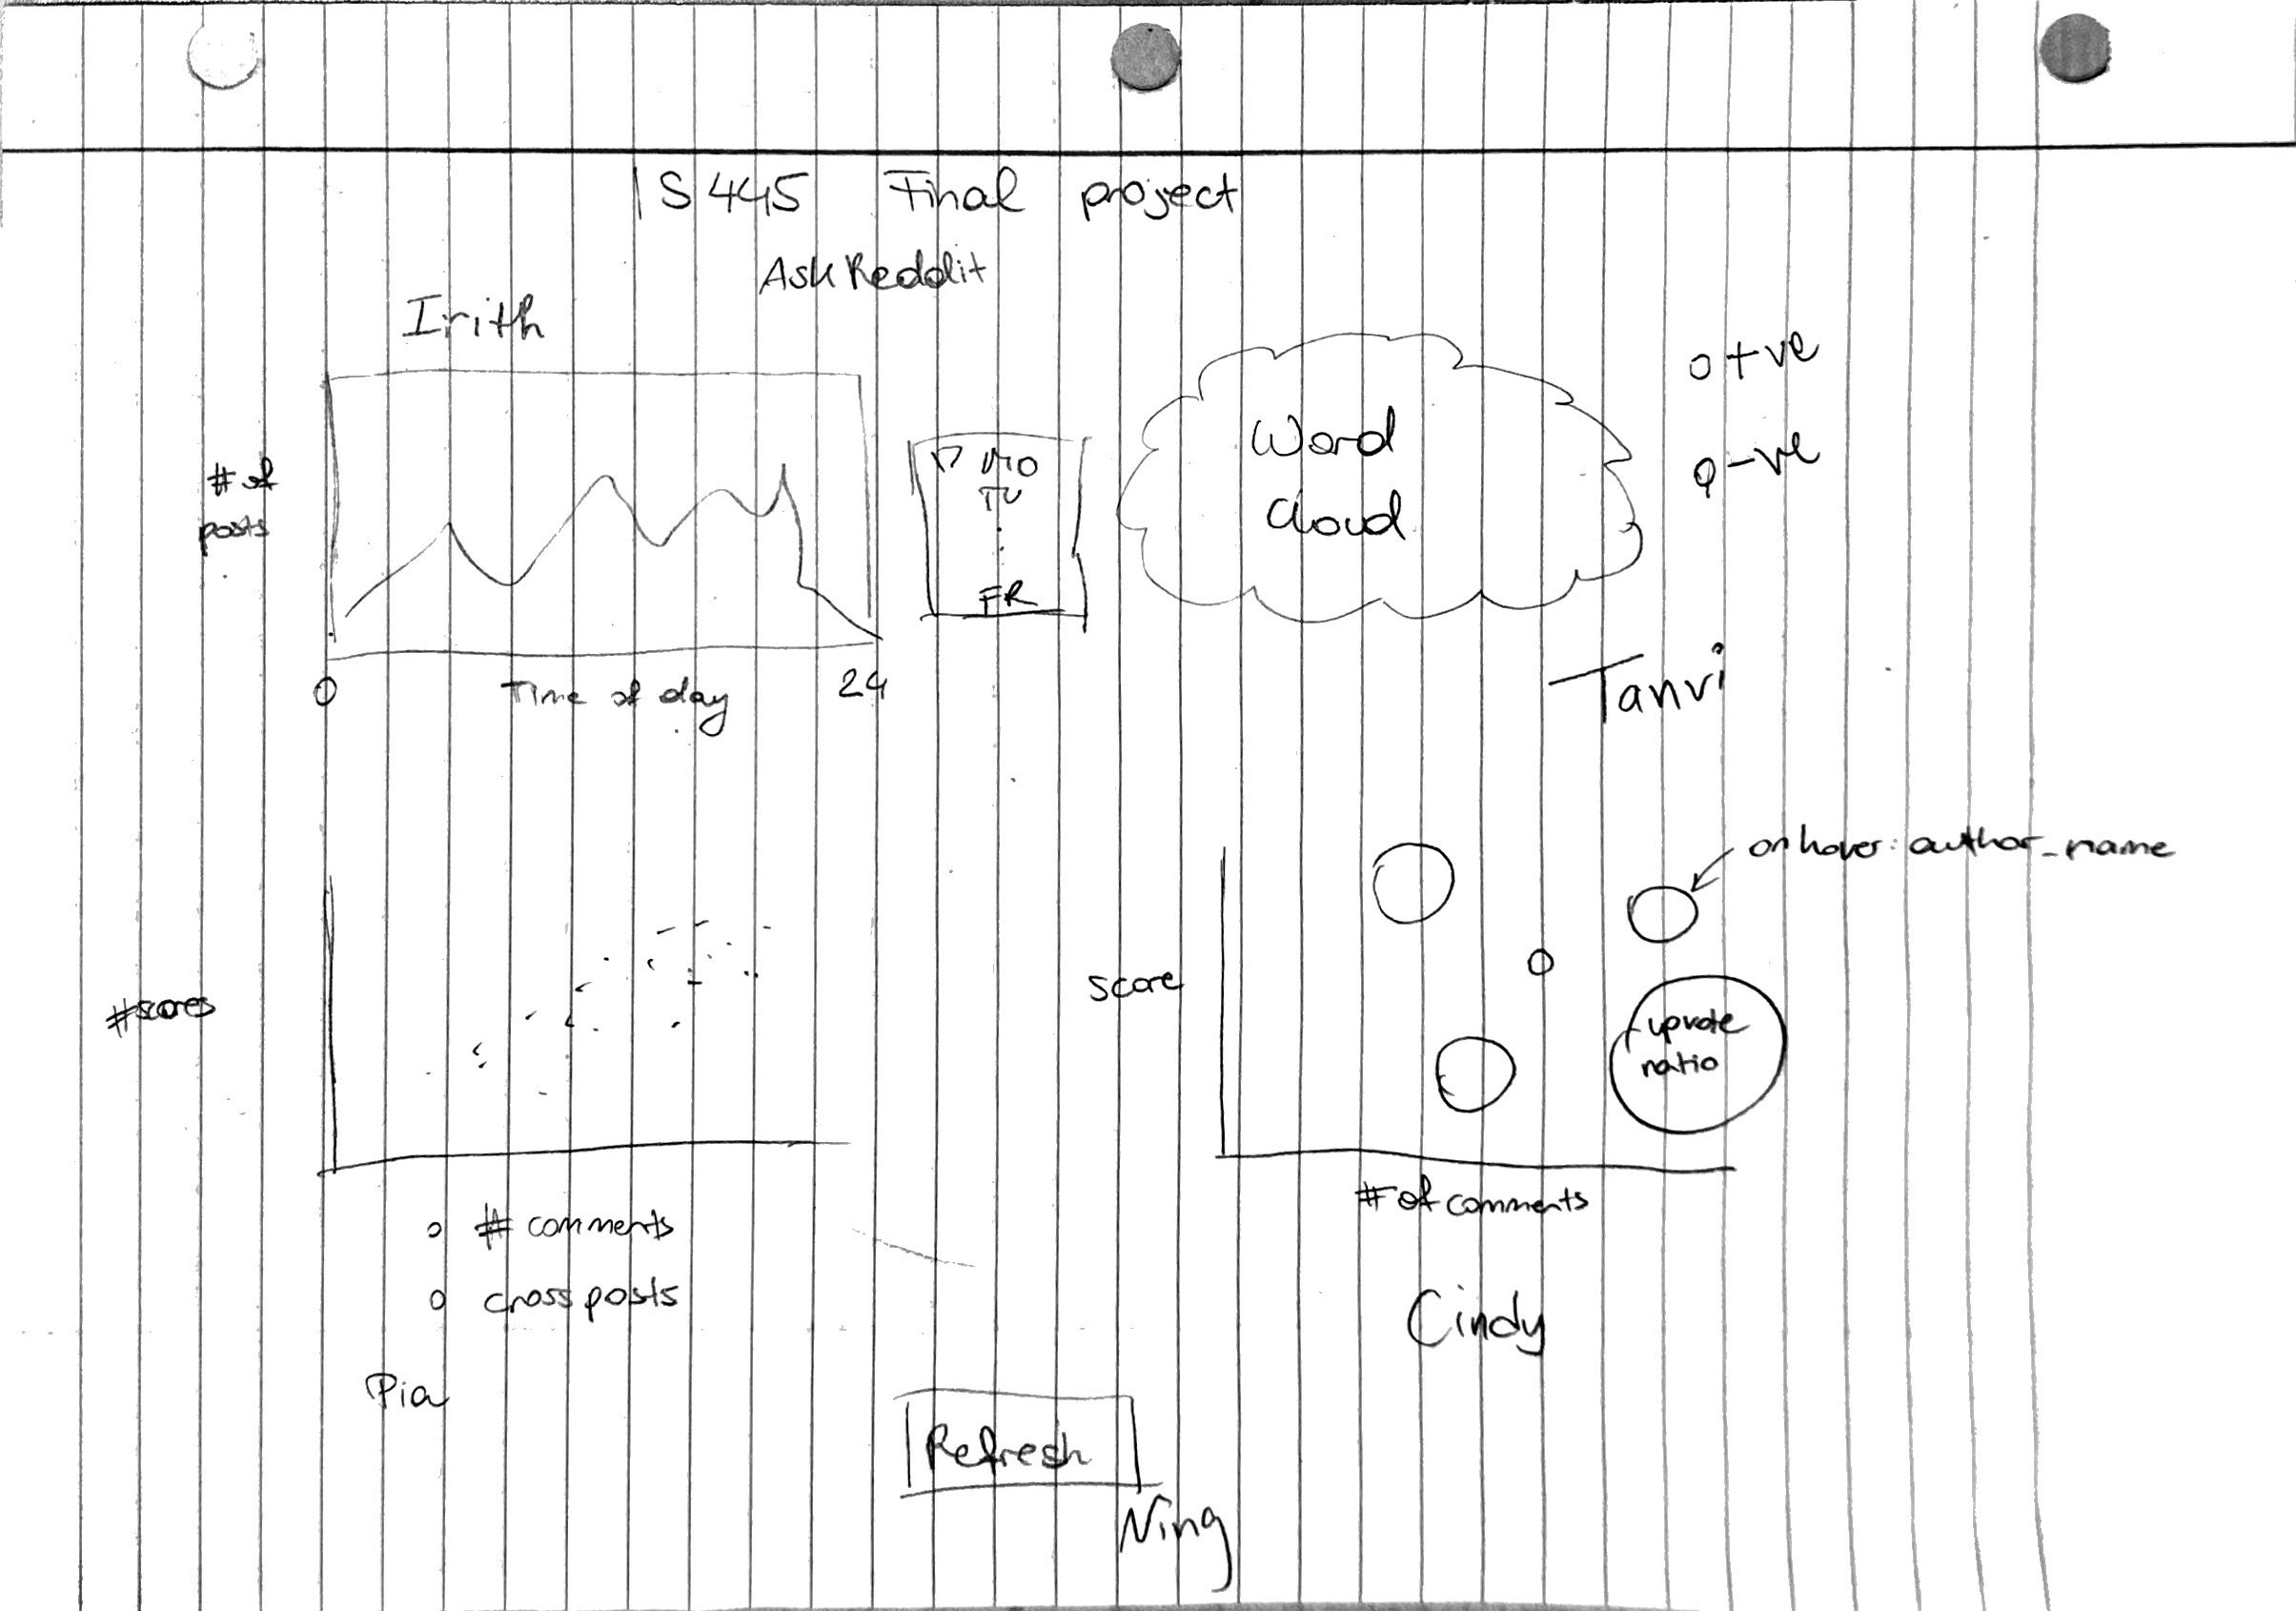 IS 445 Final project
AskReddit
Irith
# of
posts
0 Time of day 24
MO
TU
FR
Word
Cloud
+ve
-ve
Tanvi
#scores
# comments
cross posts
Pia
score
on hover: author_name
upvote
ratio
# of comments
Cindy
Refresh
Ning